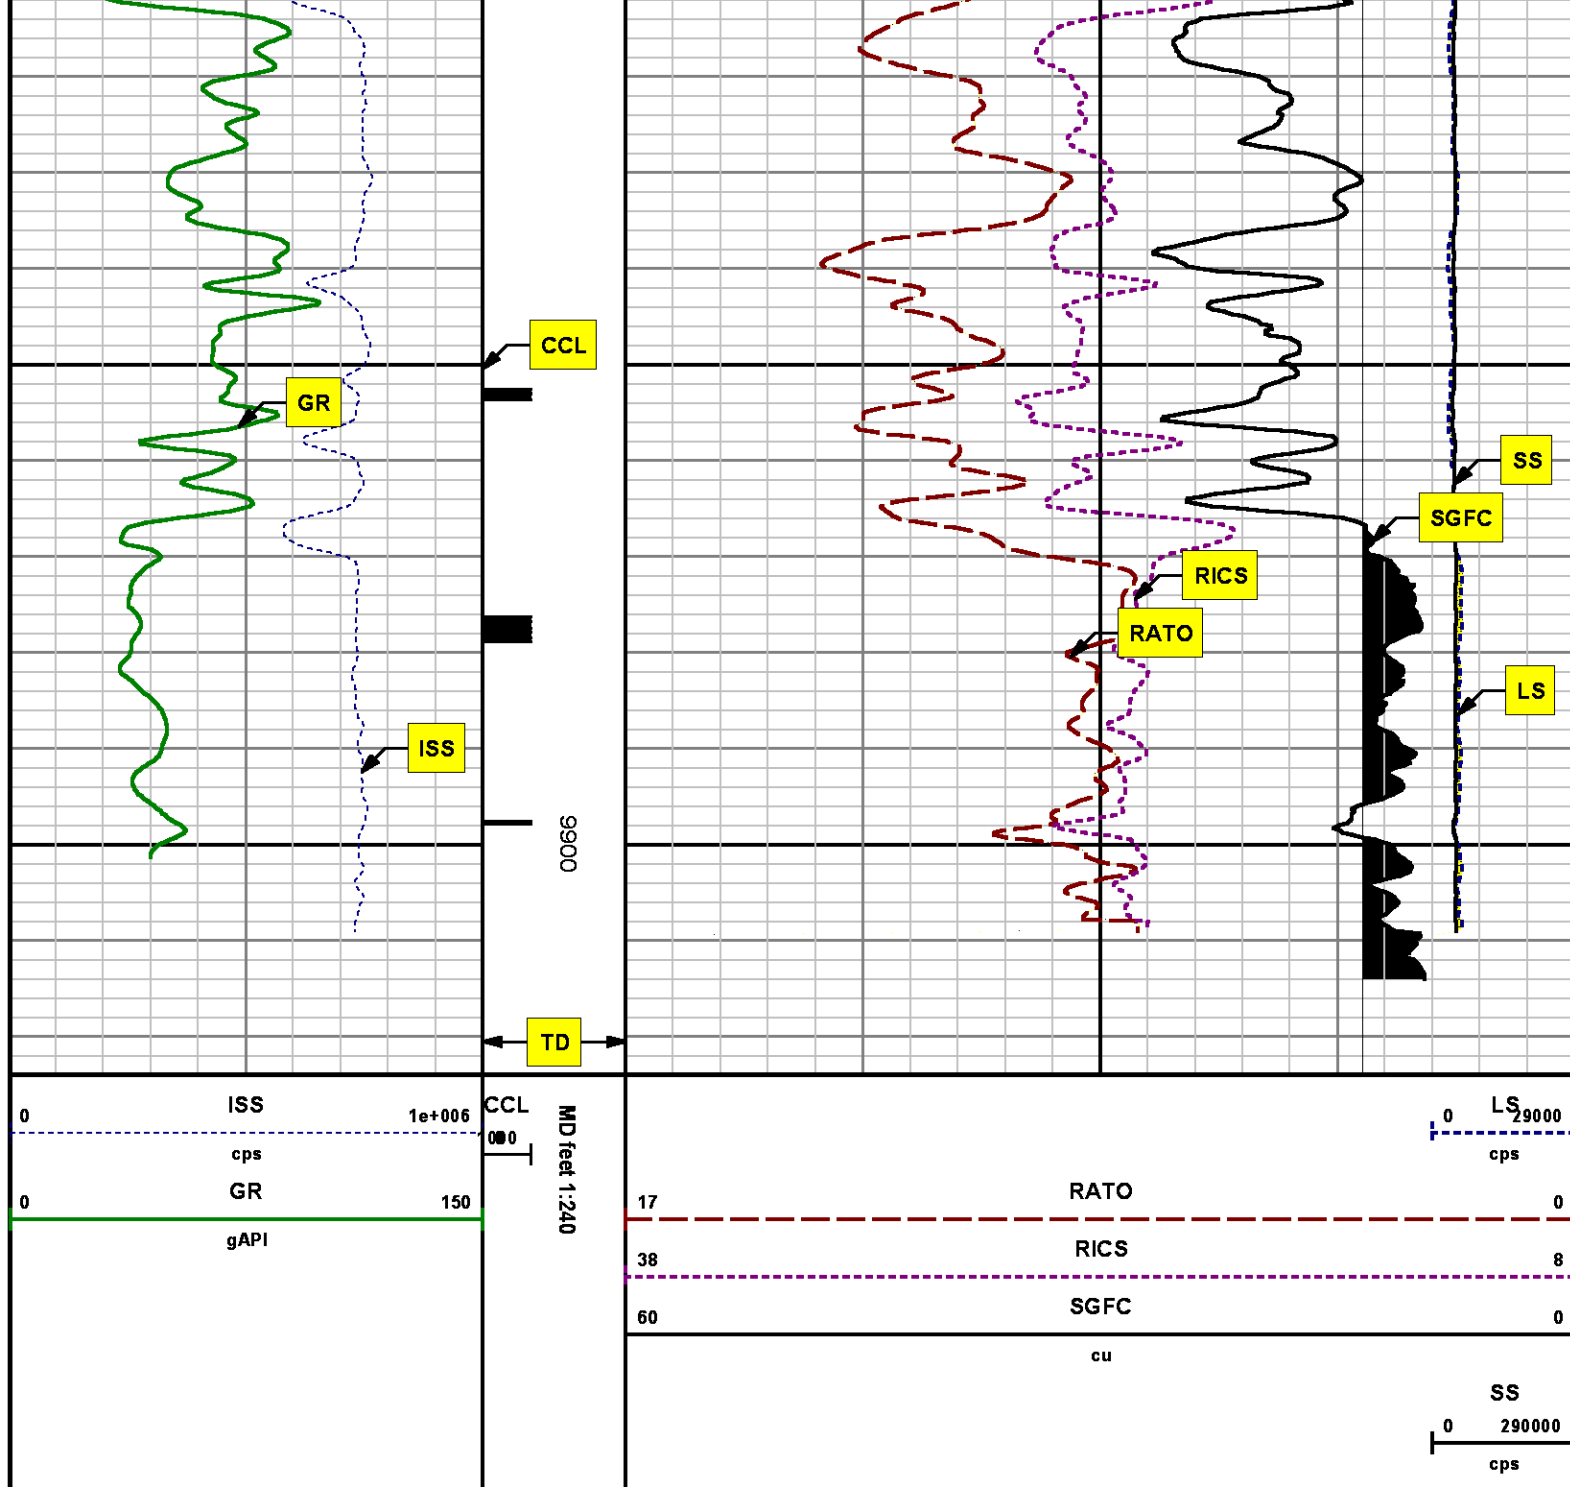 CCL
GR
SS
SGFC
RICS
RATO
LS
ISS
9900
TD
ISS
0 1e+006
cps
GR
0 150
gAPI
CCL
MD feet 1:240
LS
0 29000
cps
RATO
17 0
RICS
38 8
SGFC
60 0
cu
SS
0 290000
cps